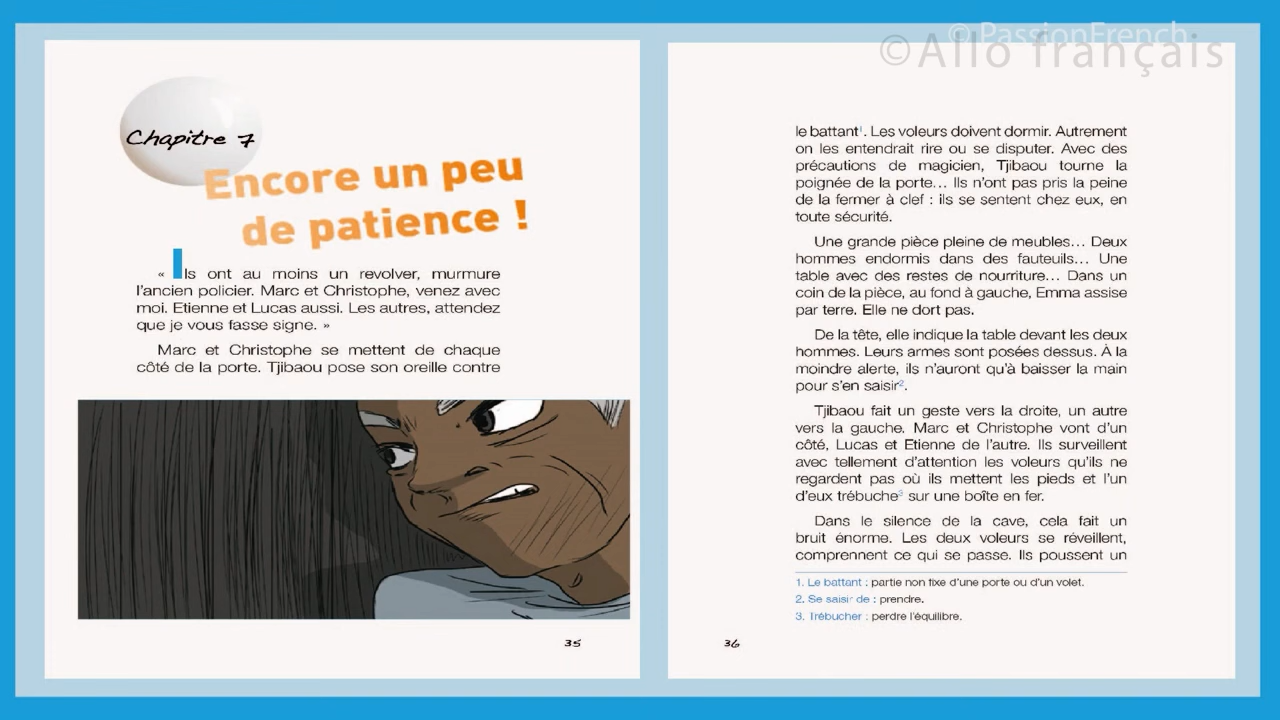 © PassionFrench
©Allo français
Chapitre 7
Encore un peu
de patience !
« Ils ont au moins un revolver, murmure
l'ancien policier. Marc et Christophe, venez avec
moi. Etienne et Lucas aussi. Les autres, attendez
que je vous fasse signe. »
Marc et Christophe se mettent de chaque
côté de la porte. Tjibaou pose son oreille contre
35
le battant1. Les voleurs doivent dormir. Autrement
on les entendrait rire ou se disputer. Avec des
précautions de magicien, Tjibaou tourne la
poignée de la porte... Ils n'ont pas pris la peine
de la fermer à clef : ils se sentent chez eux, en
toute sécurité.
Une grande pièce pleine de meubles... Deux
hommes endormis dans des fauteuils... Une
table avec des restes de nourriture... Dans un
coin de la pièce, au fond à gauche, Emma assise
par terre. Elle ne dort pas.
De la tête, elle indique la table devant les deux
hommes. Leurs armes sont posées dessus. À la
moindre alerte, ils n'auront qu'à baisser la main
pour s'en saisir2.
Tjibaou fait un geste vers la droite, un autre
vers la gauche. Marc et Christophe vont d'un
côté, Lucas et Etienne de l'autre. Ils surveillent
avec tellement d'attention les voleurs qu'ils ne
regardent pas où ils mettent les pieds et l'un
d'eux trébuche3 sur une boîte en fer.
Dans le silence de la cave, cela fait un
bruit énorme. Les deux voleurs se réveillent,
comprennent ce qui se passe. Ils poussent un
1. Le battant : partie non fixe d'une porte ou d'un volet.
2. Se saisir de : prendre.
3. Trébucher : perdre l'équilibre.
36